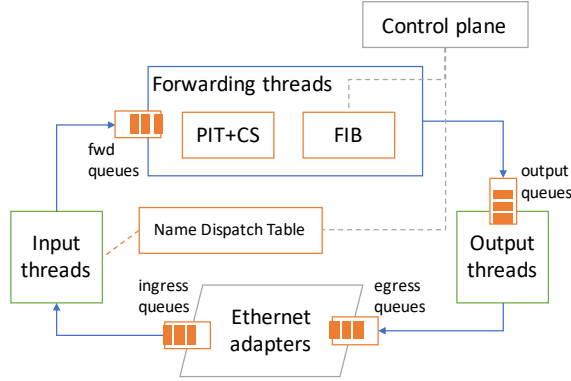 Control plane
Forwarding threads
PIT+CS
FIB
fwd
queues
output
queues
Input
threads
Name Dispatch Table
Output
threads
ingress
queues
egress
queues
Ethernet
adapters